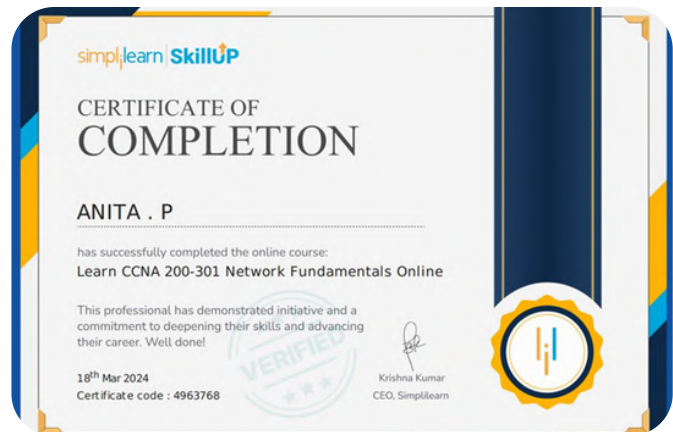 simplilearn SkillUP
CERTIFICATE OF
COMPLETION
ANITA . P
has successfully completed the online course:
Learn CCNA 200-301 Network Fundamentals Online
This professional has demonstrated initiative and a
commitment to deepening their skills and advancing
their career. Well done!
VERIFIED
18th Mar 2024
Certificate code : 4963768
Krishna Kumar
CEO, Simplilearn